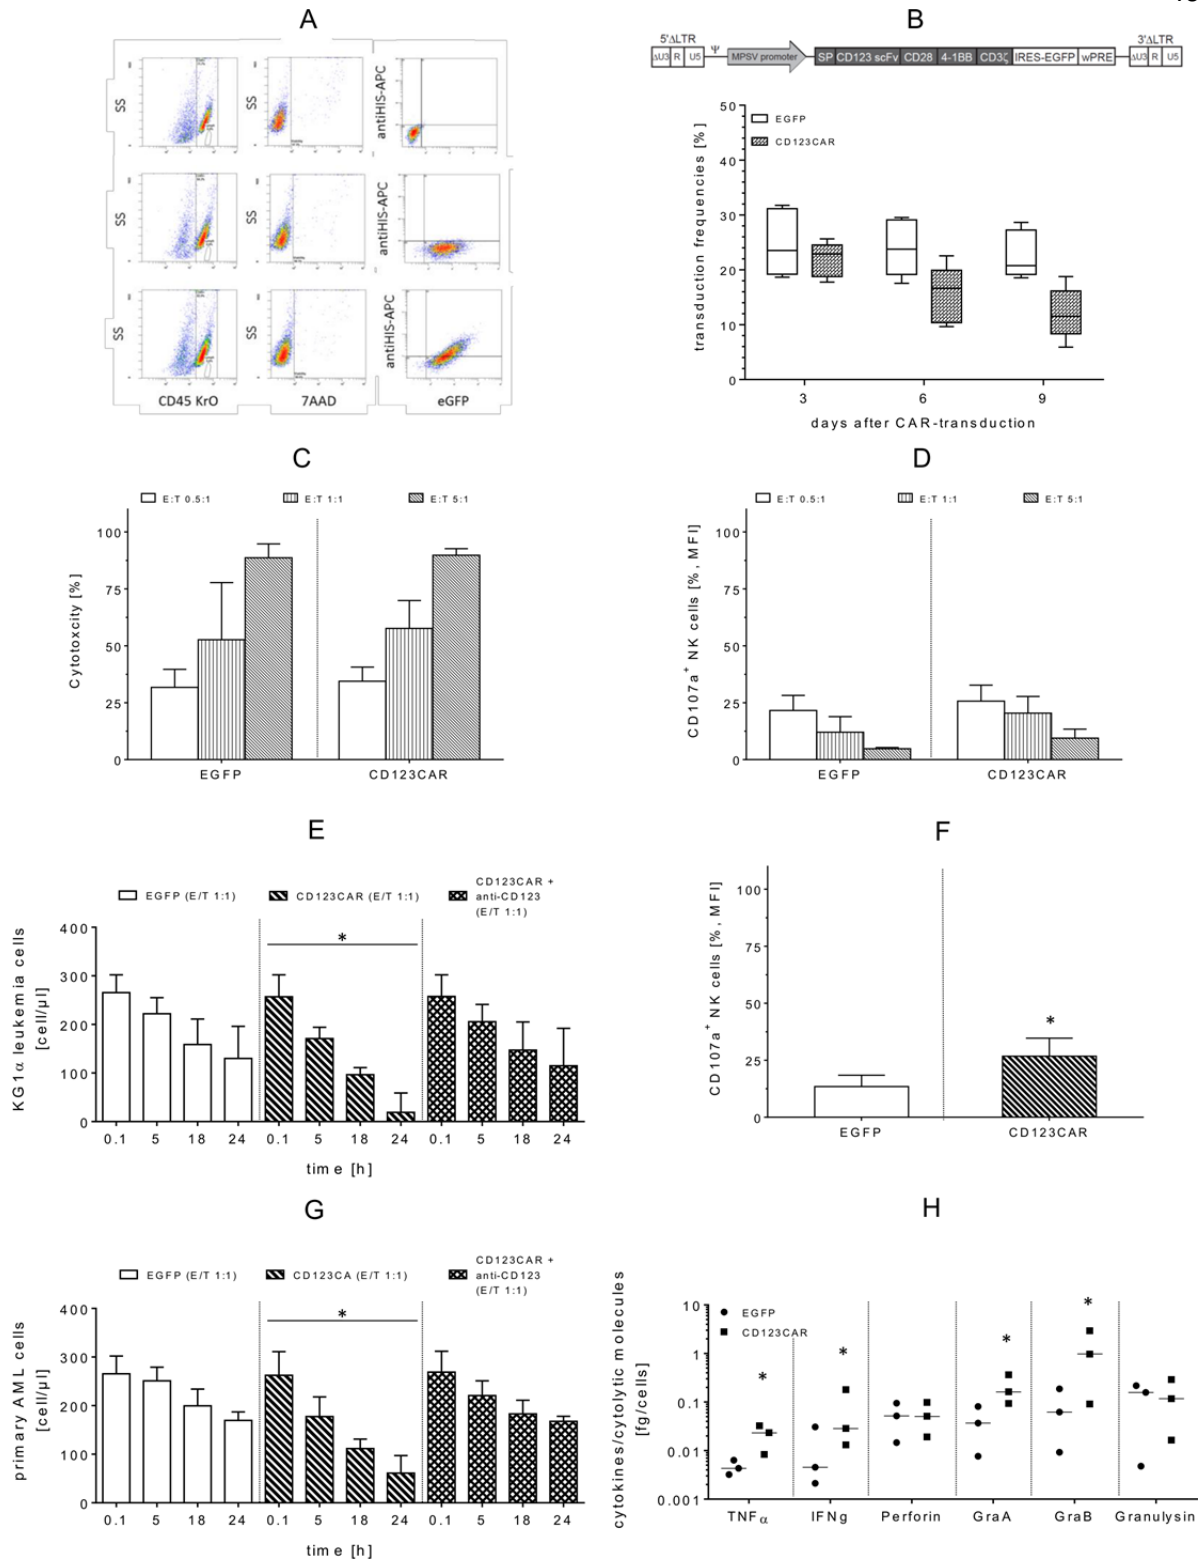 A
SS
antiHIS-APC
SS
antiHIS-APC
SS
antiHIS-APC
CD45 KrO
7AAD
eGFP
B
5'ΔLTR
3'ΔLTR
ΔU3 R U5 Ψ MPSV promoter SP CD123 scFv CD28 4-1BB CD3ζ IRES-EGFP wPRE ΔU3 R U5
transduction frequencies [%]
50
40
30
20
10
0
EGFP
CD123CAR
3 6 9
days after CAR-transduction
C
E:T 0.5:1 E:T 1:1 E:T 5:1
Cytotoxcity [%]
100
75
50
25
0
EGFP CD123CAR
D
E:T 0.5:1 E:T 1:1 E:T 5:1
CD107a+ NK cells [%, MFI]
100
75
50
25
0
EGFP CD123CAR
E
EGFP (E/T 1:1) CD123CAR (E/T 1:1)
CD123CAR +
anti-CD123
(E/T 1:1)
KG1α leukemia cells
[cell/µl]
400
300
200
100
0
*
0.1 5 18 24 0.1 5 18 24 0.1 5 18 24
time [h]
F
CD107a+ NK cells [%, MFI]
100
75
50
25
0
*
EGFP CD123CAR
G
EGFP (E/T 1:1) CD123CA (E/T 1:1)
CD123CAR +
anti-CD123
(E/T 1:1)
primary AML cells
[cell/µl]
400
300
200
100
0
*
0.1 5 18 24 0.1 5 18 24 0.1 5 18 24
time [h]
H
cytokines/cytolytic molecules
[fg/cells]
10
1
0.1
0.01
0.001
EGFP
CD123CAR
* * * *
TNFα IFNg Perforin GraA GraB Granulysin